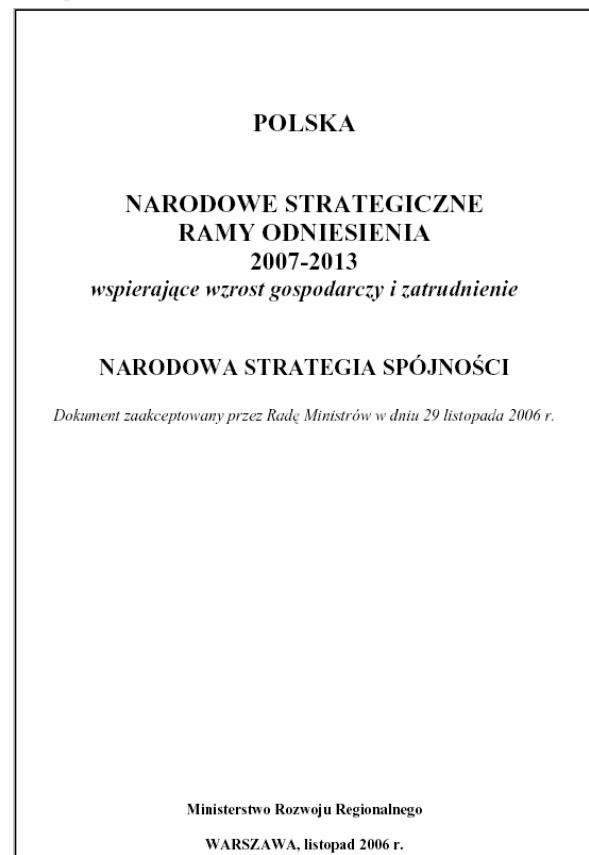 POLSKA
NARODOWE STRATEGICZNE
RAMY ODNIESIENIA
2007-2013
wspierające wzrost gospodarczy i zatrudnienie
NARODOWA STRATEGIA SPÓJNOŚCI
Dokument zaakceptowany przez Radę Ministrów w dniu 29 listopada 2006 r.
Ministerstwo Rozwoju Regionalnego
WARSZAWA, listopad 2006 r.